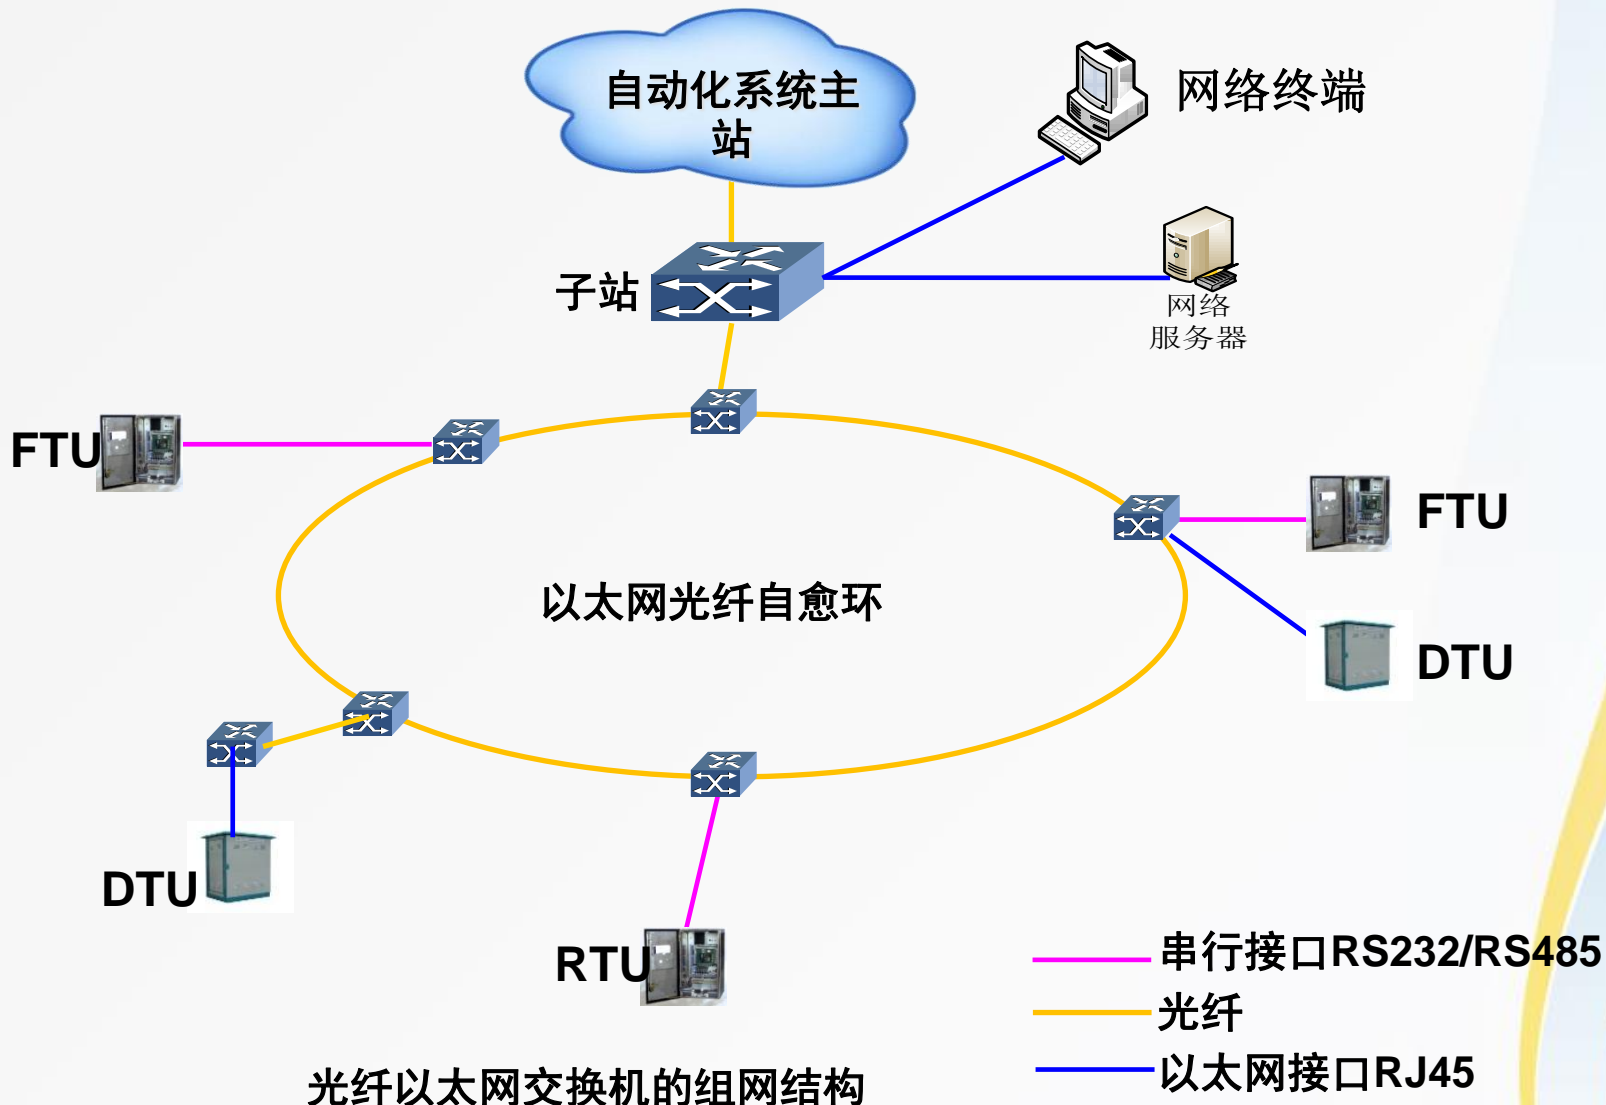 自动化系统主
站
网络终端
子站
网络
服务器
FTU
FTU
以太网光纤自愈环
DTU
DTU
RTU
串行接口RS232/RS485
光纤
以太网接口RJ45
光纤以太网交换机的组网结构